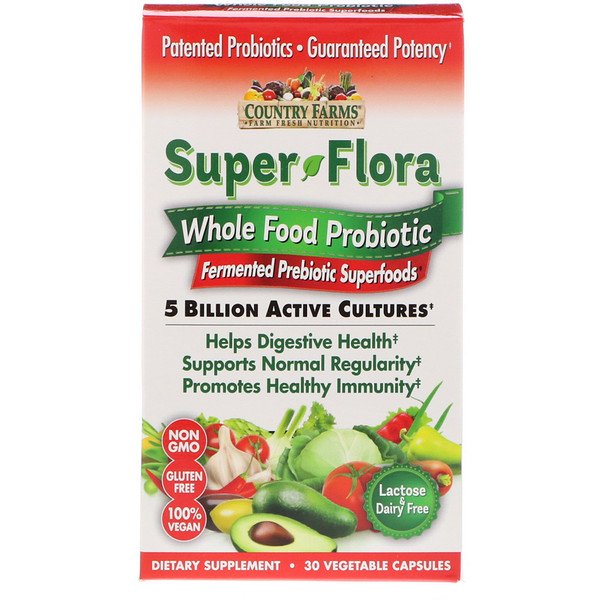 Patented Probiotics • Guaranteed Potency†
COUNTRY FARMS®
• FARM FRESH NUTRITION •
Super Flora
Whole Food Probiotic
Fermented Prebiotic Superfoods
5 BILLION ACTIVE CULTURES‡
Helps Digestive Health‡
Supports Normal Regularity‡
Promotes Healthy Immunity‡
NON
GMO
GLUTEN
FREE
100%
VEGAN
Lactose
&
Dairy Free
DIETARY SUPPLEMENT • 30 VEGETABLE CAPSULES